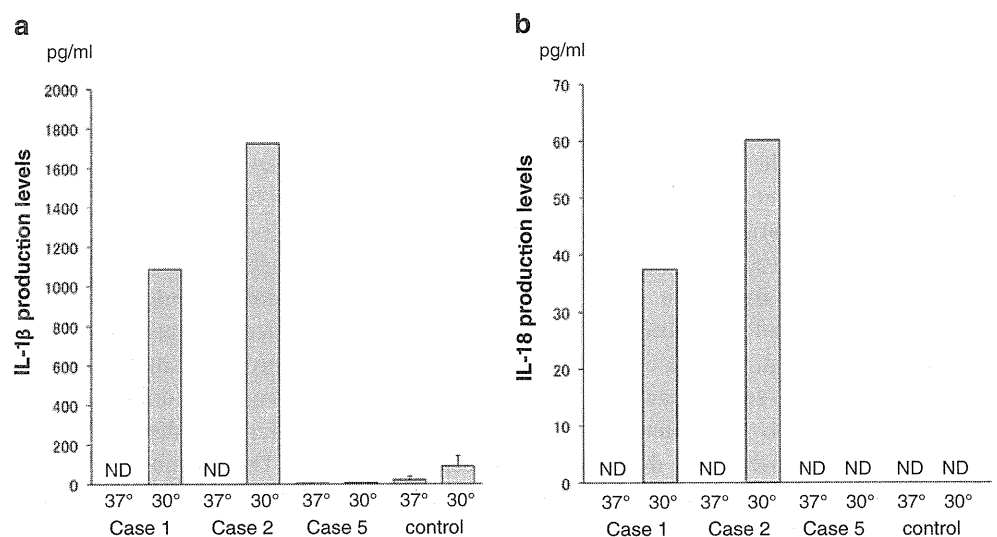 a
pg/ml
IL-1β production levels
2000
1800
1600
1400
1200
1000
800
600
400
200
0
ND
ND
37° 30° 37° 30° 37° 30° 37° 30°
Case 1 Case 2 Case 5 control
b
pg/ml
IL-18 production levels
70
60
50
40
30
20
10
0
ND ND ND ND ND ND
37° 30° 37° 30° 37° 30° 37° 30°
Case 1 Case 2 Case 5 control